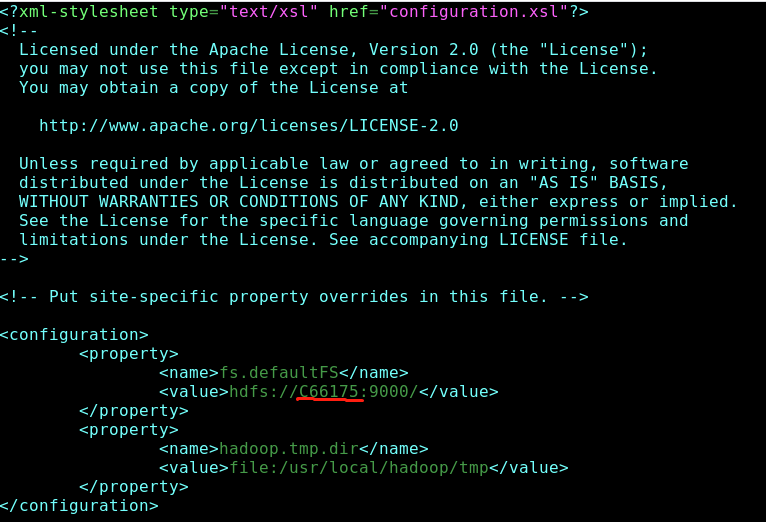 <?xml-stylesheet type="text/xsl" href="configuration.xsl"?>
<!--
  Licensed under the Apache License, Version 2.0 (the "License");
  you may not use this file except in compliance with the License.
  You may obtain a copy of the License at

    http://www.apache.org/licenses/LICENSE-2.0

  Unless required by applicable law or agreed to in writing, software
  distributed under the License is distributed on an "AS IS" BASIS,
  WITHOUT WARRANTIES OR CONDITIONS OF ANY KIND, either express or implied.
  See the License for the specific language governing permissions and
  limitations under the License. See accompanying LICENSE file.
-->

<!-- Put site-specific property overrides in this file. -->

<configuration>
        <property>
                <name>fs.defaultFS</name>
                <value>hdfs://C66175:9000/</value>
        </property>
        <property>
                <name>hadoop.tmp.dir</name>
                <value>file:/usr/local/hadoop/tmp</value>
        </property>
</configuration>